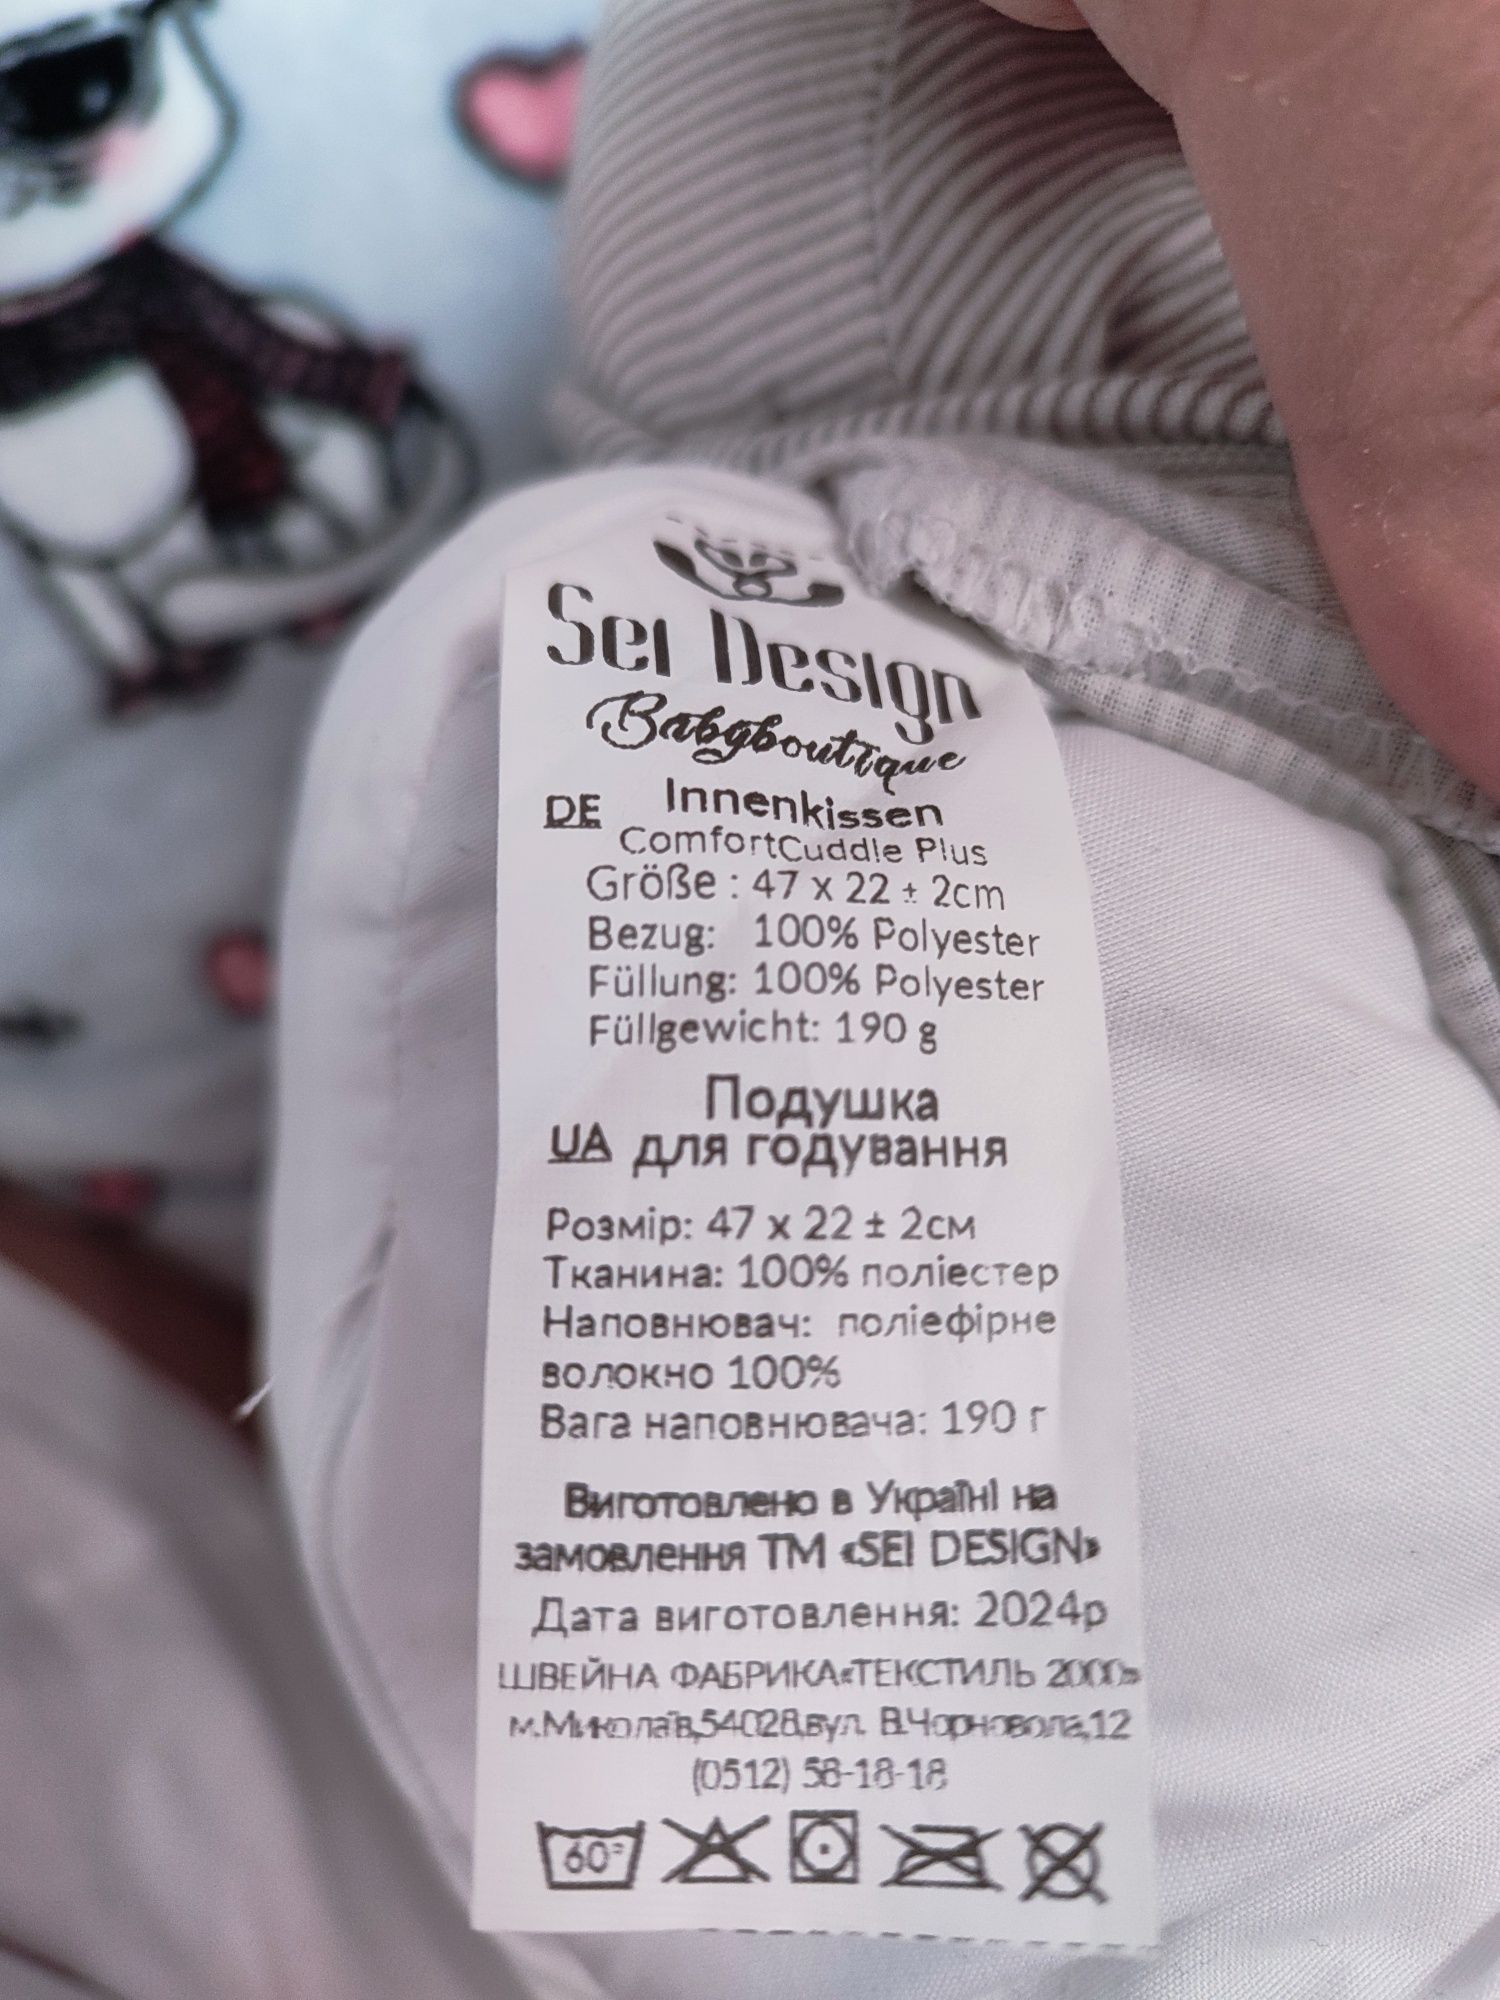 Sei Design
Babyboutique
DE Innenkissen
ComfortCuddle Plus
Größe : 47 x 22 ± 2cm
Bezug: 100% Polyester
Füllung: 100% Polyester
Füllgewicht: 190 g
Подушка
UA для годування
Розмір: 47 x 22 ± 2см
Тканина: 100% поліестер
Наповнювач: поліефірне
волокно 100%
Вага наповнювача: 190 г
Виготовлено в Україні на
замовлення ТМ «SEI DESIGN»
Дата виготовлення: 2024р
ШВЕЙНА ФАБРИКА«ТЕКСТИЛЬ 2000»
м.Миколаїв,54028,вул. В.Чорновола,12
(0512) 58-18-18
60°